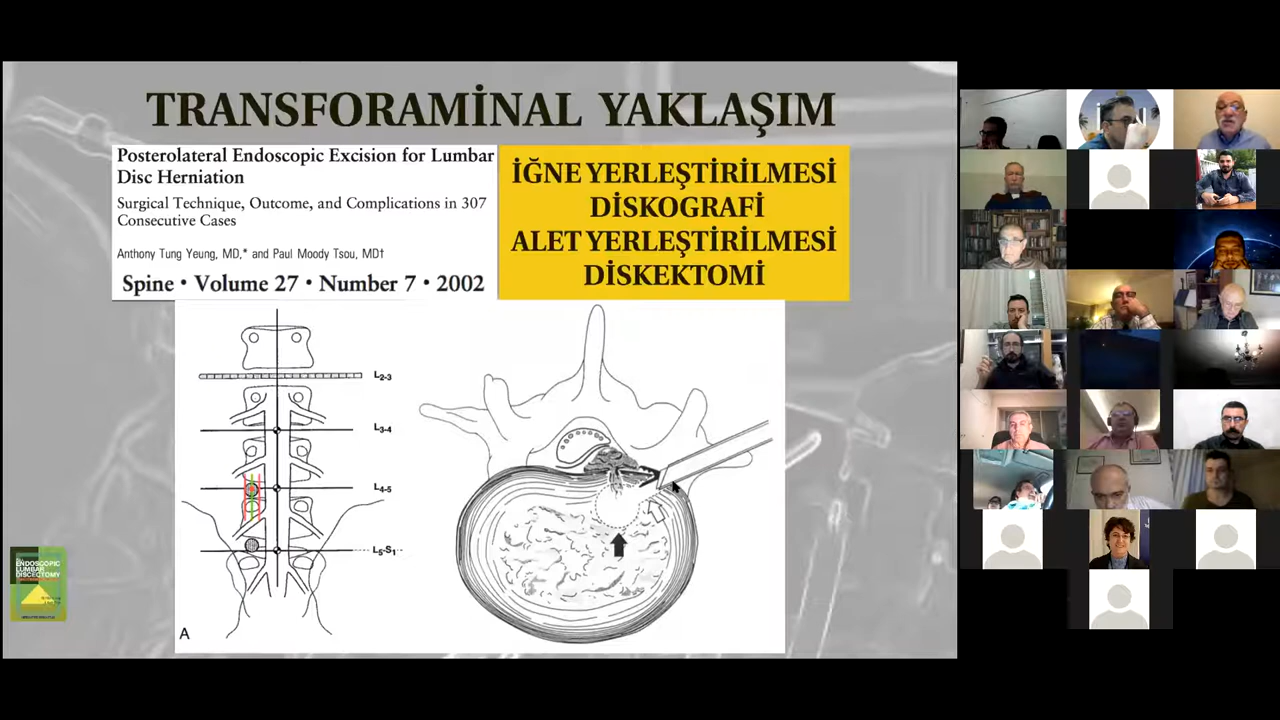 TRANSFORAMİNAL YAKLAŞIM
Posterolateral Endoscopic Excision for Lumbar
Disc Herniation
Surgical Technique, Outcome, and Complications in 307
Consecutive Cases
Anthony Tung Yeung, MD,* and Paul Moody Tsou, MD†
Spine • Volume 27 • Number 7 • 2002
İĞNE YERLEŞTİRİLMESİ
DİSKOGRAFİ
ALET YERLEŞTİRİLMESİ
DİSKEKTOMİ
L2-3
L3-4
L4-5
L5-S1
A
ENDOSCOPIC
LUMBAR
DISCECTOMY